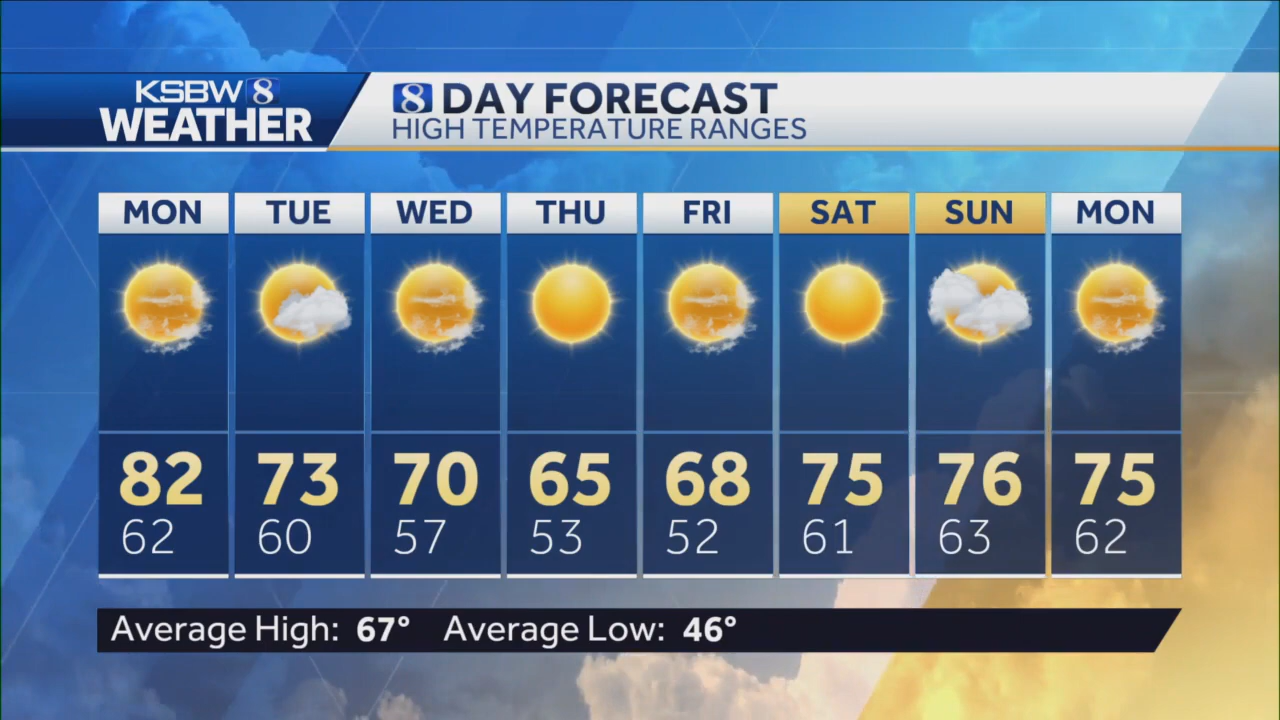 KSBW 8
WEATHER
8 DAY FORECAST
HIGH TEMPERATURE RANGES
MON TUE WED THU FRI SAT SUN MON
82 73 70 65 68 75 76 75
62 60 57 53 52 61 63 62
Average High: 67° Average Low: 46°